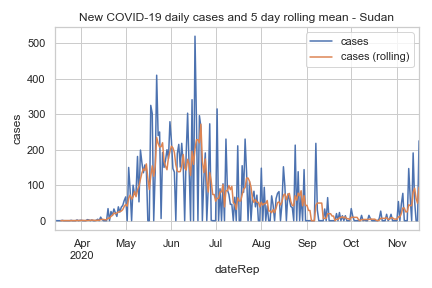 New COVID-19 daily cases and 5 day rolling mean - Sudan
cases
cases (rolling)
cases
500
400
300
200
100
0
Apr May Jun Jul Aug Sep Oct Nov
2020
dateRep